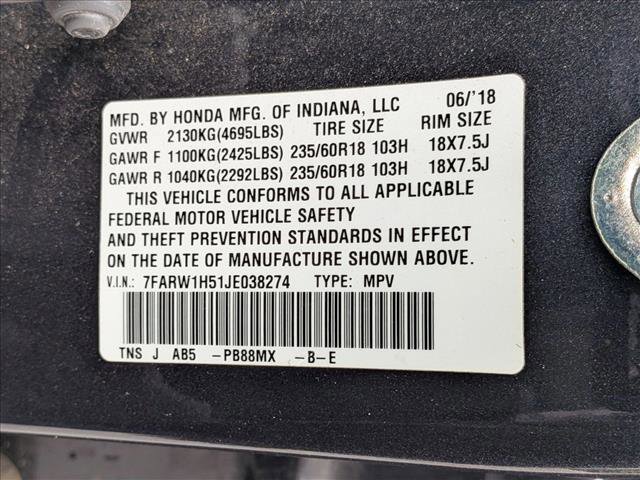 MFD. BY HONDA MFG. OF INDIANA, LLC 06/'18
GVWR 2130KG(4695LBS) TIRE SIZE RIM SIZE
GAWR F 1100KG(2425LBS) 235/60R18 103H 18X7.5J
GAWR R 1040KG(2292LBS) 235/60R18 103H 18X7.5J
THIS VEHICLE CONFORMS TO ALL APPLICABLE
FEDERAL MOTOR VEHICLE SAFETY
AND THEFT PREVENTION STANDARDS IN EFFECT
ON THE DATE OF MANUFACTURE SHOWN ABOVE.
V.I.N.: 7FARW1H51JE038274 TYPE: MPV
TNS J AB5 -PB88MX -B-E